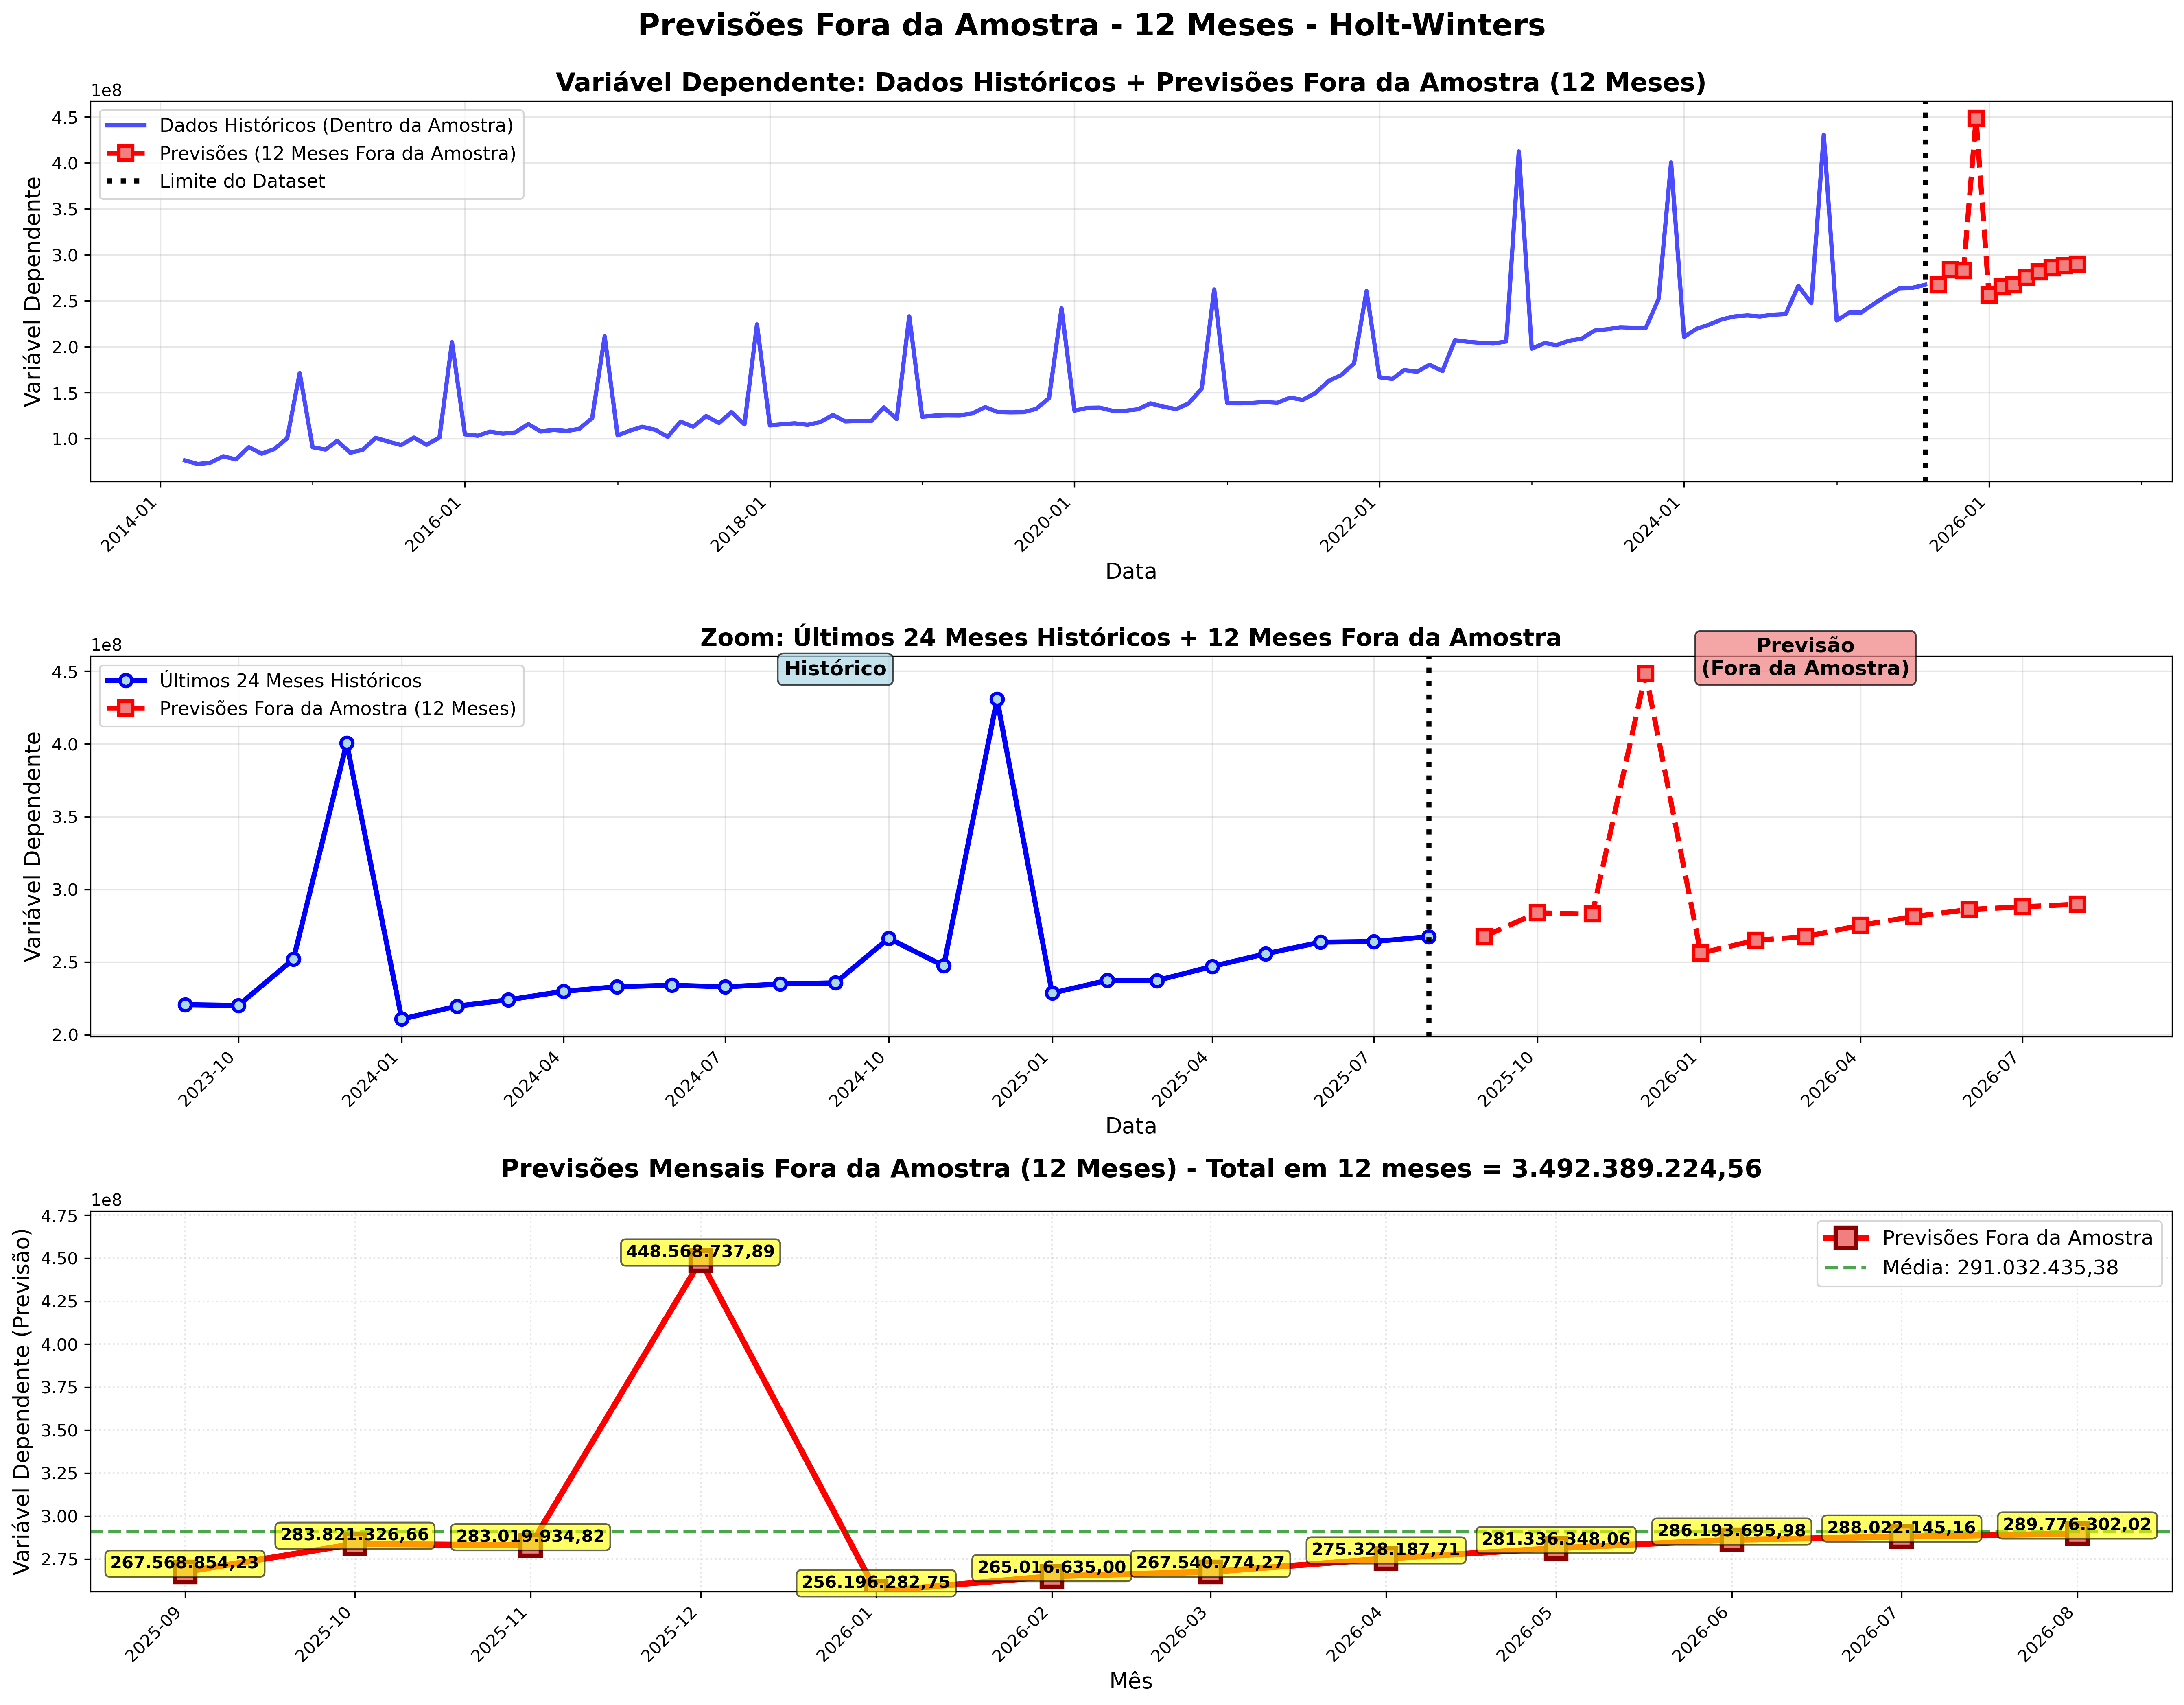 Previsões Fora da Amostra - 12 Meses - Holt-Winters
Variável Dependente: Dados Históricos + Previsões Fora da Amostra (12 Meses)
1e8
Dados Históricos (Dentro da Amostra)
Previsões (12 Meses Fora da Amostra)
Limite do Dataset
Variável Dependente
4.5
4.0
3.5
3.0
2.5
2.0
1.5
1.0
2014-01
2016-01
2018-01
2020-01
2022-01
2024-01
2026-01
Data
Zoom: Últimos 24 Meses Históricos + 12 Meses Fora da Amostra
1e8
Últimos 24 Meses Históricos
Previsões Fora da Amostra (12 Meses)
Histórico
Previsão
(Fora da Amostra)
Variável Dependente
4.5
4.0
3.5
3.0
2.5
2.0
2023-10
2024-01
2024-04
2024-07
2024-10
2025-01
2025-04
2025-07
2025-10
2026-01
2026-04
2026-07
Data
Previsões Mensais Fora da Amostra (12 Meses) - Total em 12 meses = 3.492.389.224,56
1e8
Previsões Fora da Amostra
Média: 291.032.435,38
Variável Dependente (Previsão)
4.75
4.50
4.25
4.00
3.75
3.50
3.25
3.00
2.75
267.568.854,23
283.821.326,66
283.019.934,82
448.568.737,89
256.196.282,75
265.016.635,00
267.540.774,27
275.328.187,71
281.336.348,06
286.193.695,98
288.022.145,16
289.776.302,02
2025-09
2025-10
2025-11
2025-12
2026-01
2026-02
2026-03
2026-04
2026-05
2026-06
2026-07
2026-08
Mês